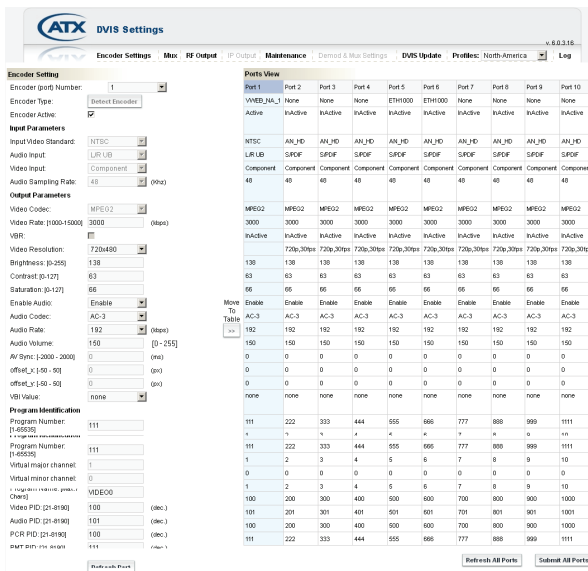 ATX DVIS Settings
v. 6.0.3.16
Encoder Settings Mux RF Output IP Output Maintenance Demod & Mux Settings DVIS Update Profiles: North-America Log
Encoder Setting
Encoder (port) Number: 1
Encoder Type: Detect Encoder
Encoder Active:
Input Parameters
Input Video Standard: NTSC
Audio Input: L/R UB
Video Input: Component
Audio Sampling Rate: 48 (Khz)
Output Parameters
Video Codec: MPEG2
Video Rate: [1000-15000] 3000 (kbps)
VBR:
Video Resolution: 720x480
Brightness: [0-255] 138
Contrast: [0-127] 63
Saturation: [0-127] 66
Enable Audio: Enable
Audio Codec: AC-3
Audio Rate: 192 (kbps)
Audio Volume: 150 [0 - 255]
AV Sync: [-2000 - 2000] 0 (ms)
offset_x: [-50 - 50] 0 (px)
offset_y: [-50 - 50] 0 (px)
VBI Value: none
Program Identification
Program Number: [1-65535] 111
Program Identification
Program Number: [1-65535] 111
Virtual major channel: 1
Virtual minor channel: 0
Program Name: [Max.7 Chars] VIDEO0
Video PID: [21-8190] 100 (dec.)
Audio PID: [21-8190] 101 (dec.)
PCR PID: [21-8190] 100 (dec.)
PMT PID: [21-8190] 111 (dec.)
Refresh Port
Move To Table
>>
Ports View
Port 1 Port 2 Port 3 Port 4 Port 5 Port 6 Port 7 Port 8 Port 9 Port 10
VWEB_NA_1 None None None ETH1000 ETH1000 None None None None
Active InActive InActive InActive InActive InActive InActive InActive InActive InActive
NTSC AN_HD AN_HD AN_HD AN_HD AN_HD AN_HD AN_HD AN_HD AN_HD
L/R UB S/PDIF S/PDIF S/PDIF S/PDIF S/PDIF S/PDIF S/PDIF S/PDIF S/PDIF
Component Component Component Component Component Component Component Component Component Component
48 48 48 48 48 48 48 48 48 48
MPEG2 MPEG2 MPEG2 MPEG2 MPEG2 MPEG2 MPEG2 MPEG2 MPEG2 MPEG2
3000 3000 3000 3000 3000 3000 3000 3000 3000 3000
InActive InActive InActive InActive InActive InActive InActive InActive InActive InActive
720p,30fps 720p,30fps 720p,30fps 720p,30fps 720p,30fps 720p,30fps 720p,30fps 720p,30fps 720p,30fp
138 138 138 138 138 138 138 138 138 138
63 63 63 63 63 63 63 63 63 63
66 66 66 66 66 66 66 66 66 66
Enable Enable Enable Enable Enable Enable Enable Enable Enable Enable
AC-3 AC-3 AC-3 AC-3 AC-3 AC-3 AC-3 AC-3 AC-3 AC-3
192 192 192 192 192 192 192 192 192 192
150 150 150 150 150 150 150 150 150 150
0 0 0 0 0 0 0 0 0 0
0 0 0 0 0 0 0 0 0 0
0 0 0 0 0 0 0 0 0 0
none none none none none none none none none none
111 222 333 444 555 666 777 888 999 1111
1 2 3 4 5 6 7 8 9 10
111 222 333 444 555 666 777 888 999 1111
1 2 3 4 5 6 7 8 9 10
0 0 0 0 0 0 0 0 0 0
1 2 3 4 5 6 7 8 9 10
100 200 300 400 500 600 700 800 900 1000
101 201 301 401 501 601 701 801 901 1001
100 200 300 400 500 600 700 800 900 1000
111 222 333 444 555 666 777 888 999 1111
Refresh All Ports Submit All Ports